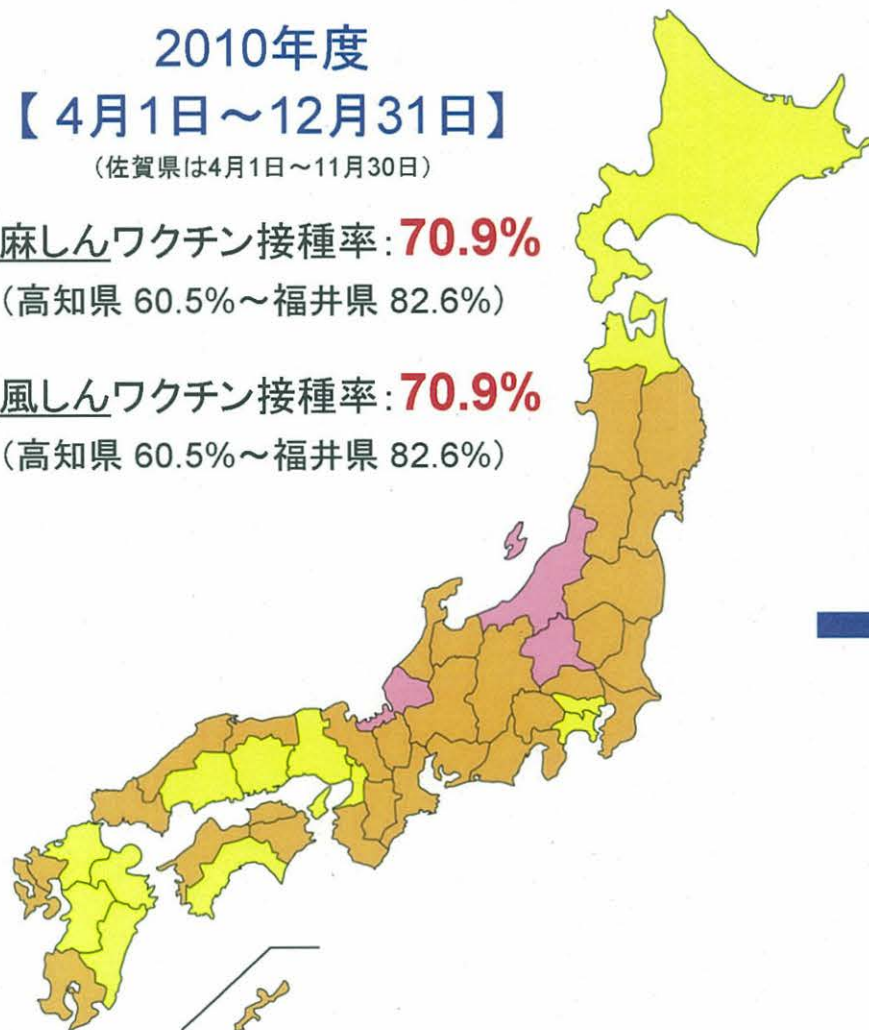 2010年度
【 4月1日～12月31日】
（佐賀県は4月1日～11月30日）
麻しんワクチン接種率：70.9%
（高知県 60.5%～福井県 82.6%）
風しんワクチン接種率：70.9%
（高知県 60.5%～福井県 82.6%）